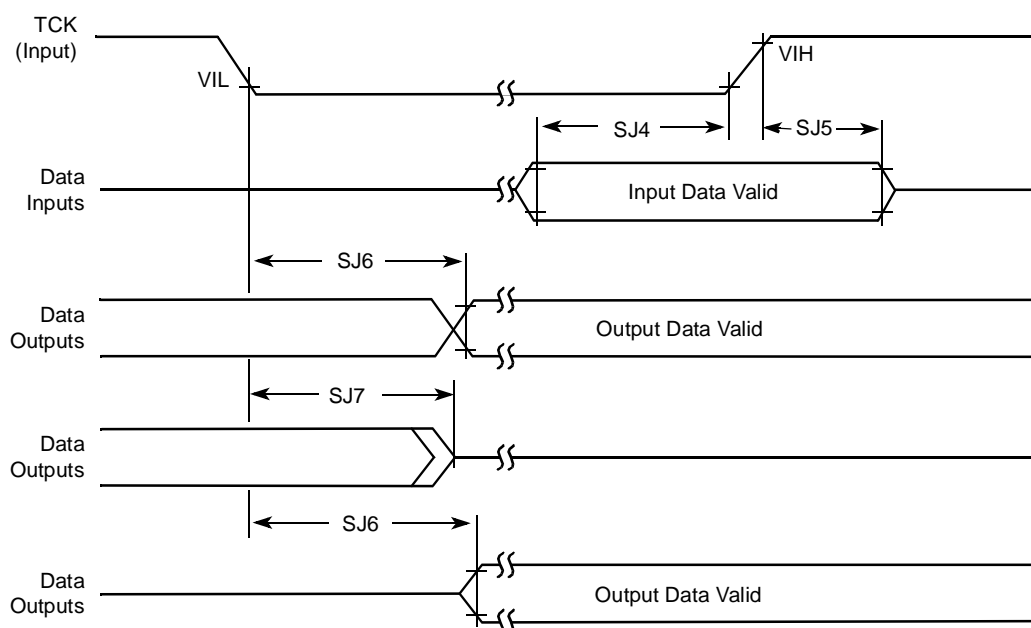 TCK
(Input)
VIL
VIH
SJ4
SJ5
Data
Inputs
Input Data Valid
SJ6
Data
Outputs
Output Data Valid
SJ7
Data
Outputs
SJ6
Data
Outputs
Output Data Valid